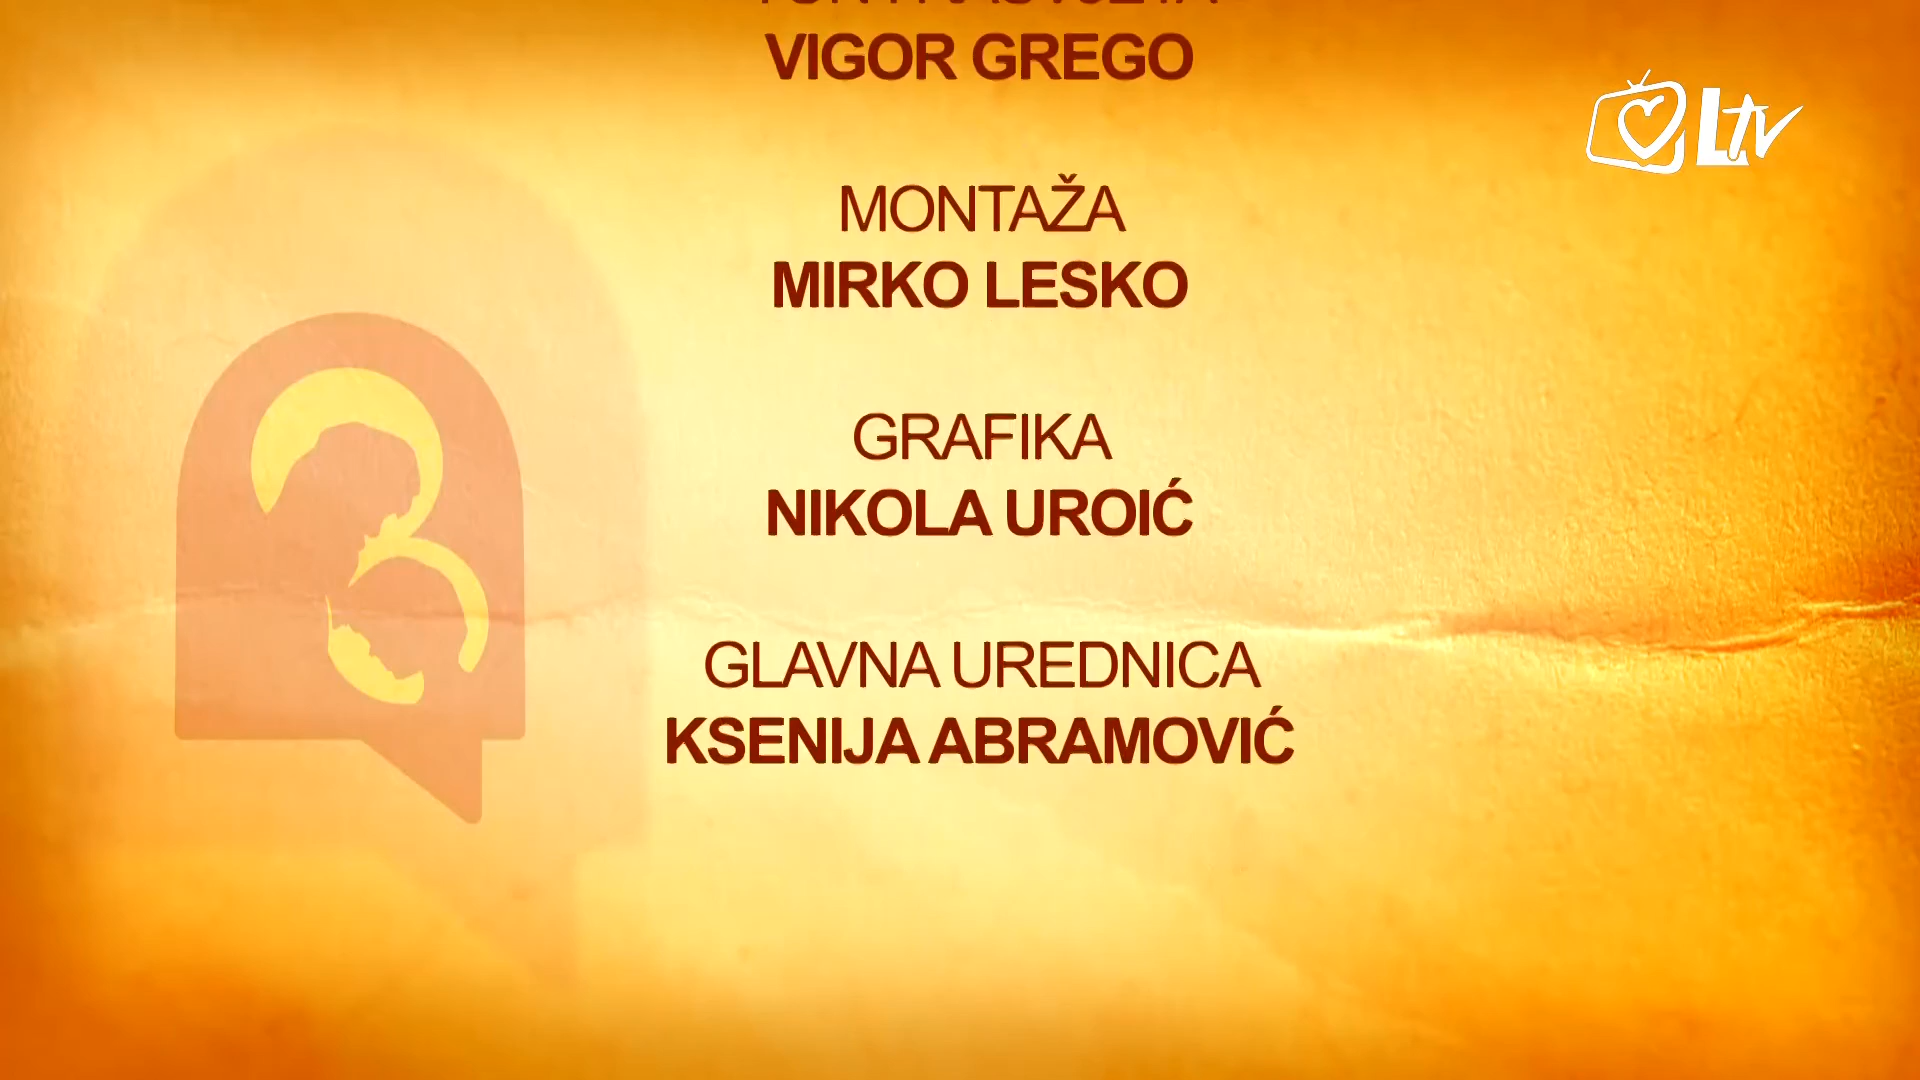 VIGOR GREGO
LTV
MONTAŽA
MIRKO LESKO
GRAFIKA
NIKOLA UROIĆ
GLAVNA UREDNICA
KSENIJA ABRAMOVIĆ